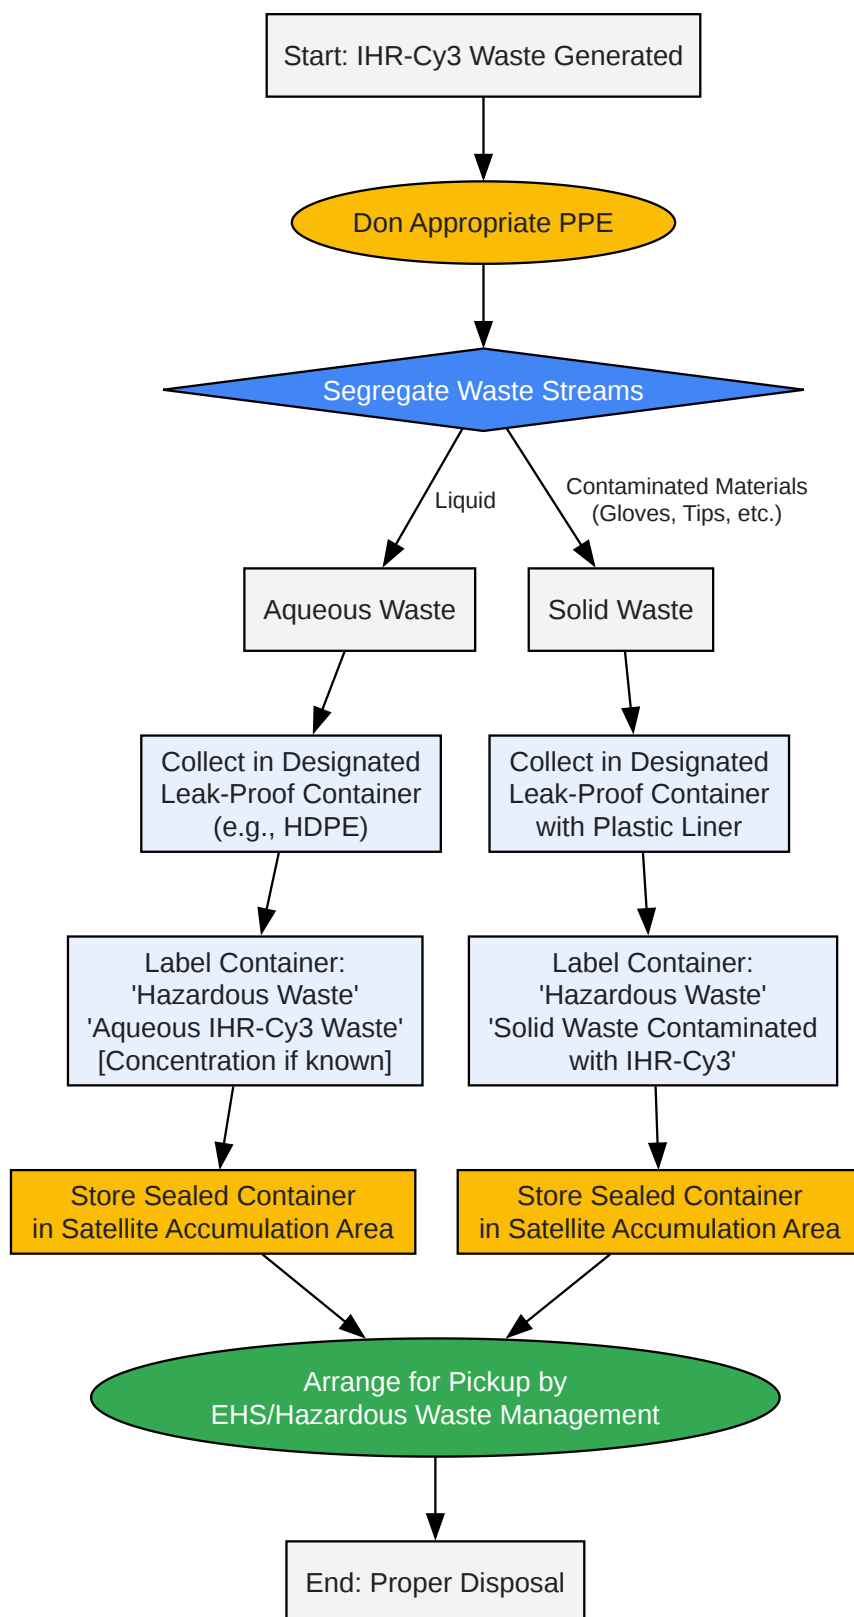 Start: IHR-Cy3 Waste Generated
Don Appropriate PPE
Segregate Waste Streams
Liquid
Contaminated Materials
(Gloves, Tips, etc.)
Aqueous Waste
Solid Waste
Collect in Designated
Leak-Proof Container
(e.g., HDPE)
Collect in Designated
Leak-Proof Container
with Plastic Liner
Label Container:
'Hazardous Waste'
'Aqueous IHR-Cy3 Waste'
[Concentration if known]
Label Container:
'Hazardous Waste'
'Solid Waste Contaminated
with IHR-Cy3'
Store Sealed Container
in Satellite Accumulation Area
Store Sealed Container
in Satellite Accumulation Area
Arrange for Pickup by
EHS/Hazardous Waste Management
End: Proper Disposal